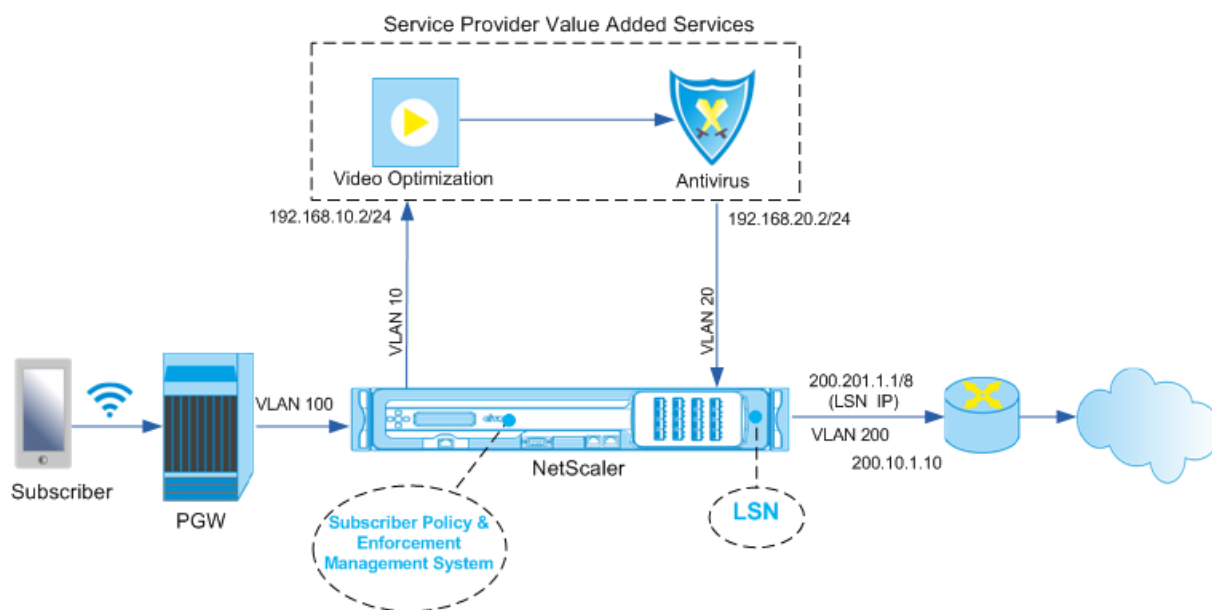 Service Provider Value Added Services
Video Optimization
Antivirus
192.168.10.2/24
192.168.20.2/24
VLAN 10
VLAN 20
VLAN 100
200.201.1.1/8
(LSN IP)
VLAN 200
200.10.1.10
NetScaler
Subscriber
PGW
Subscriber Policy &
Enforcement
Management System
LSN